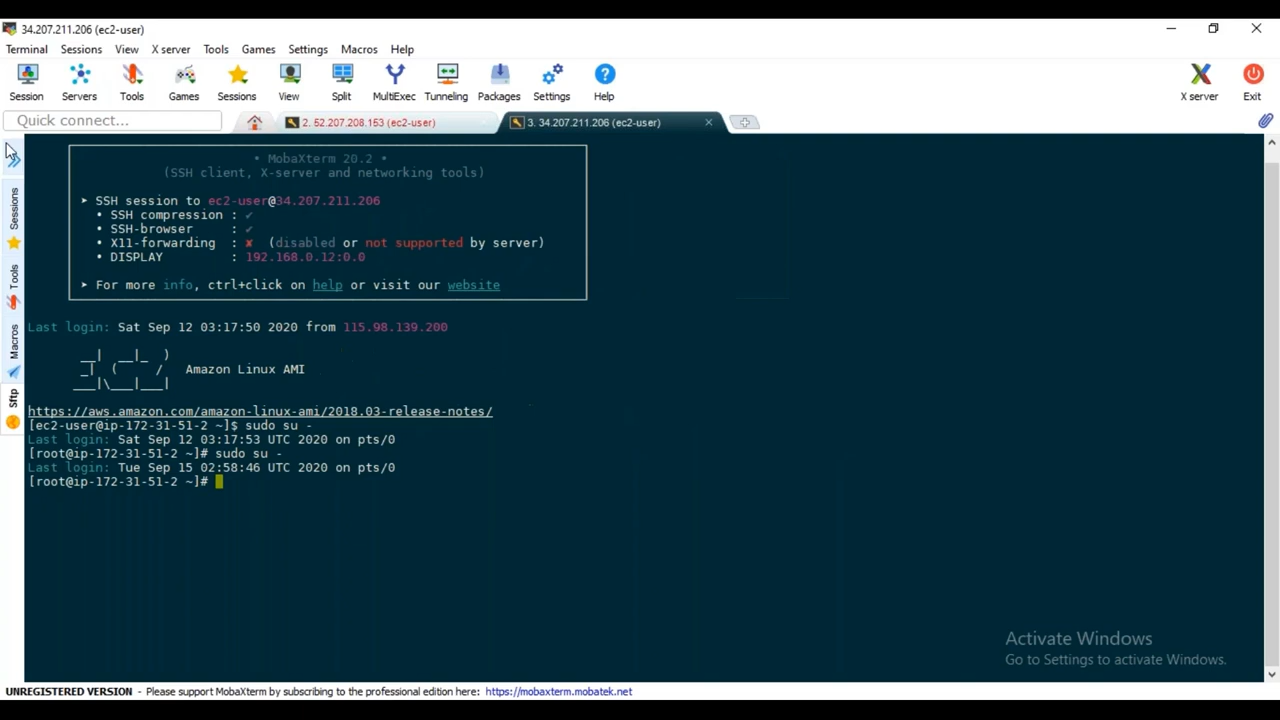 34.207.211.206 (ec2-user)
Terminal Sessions View X server Tools Games Settings Macros Help
Session Servers Tools Games Sessions View Split MultiExec Tunneling Packages Settings Help X server Exit
Quick connect...
2. 52.207.208.153 (ec2-user)
3. 34.207.211.206 (ec2-user)
Sessions
Tools
Macros
Sftp
• MobaXterm 20.2 •
(SSH client, X-server and networking tools)
➤ SSH session to ec2-user@34.207.211.206
• SSH compression : ✔
• SSH-browser : ✔
• X11-forwarding : ✘ (disabled or not supported by server)
• DISPLAY : 192.168.0.12:0.0
➤ For more info, ctrl+click on help or visit our website
Last login: Sat Sep 12 03:17:50 2020 from 115.98.139.200
__| __|_ )
_| ( / Amazon Linux AMI
___|\___|___|
https://aws.amazon.com/amazon-linux-ami/2018.03-release-notes/
[ec2-user@ip-172-31-51-2 ~]$ sudo su -
Last login: Sat Sep 12 03:17:53 UTC 2020 on pts/0
[root@ip-172-31-51-2 ~]# sudo su -
Last login: Tue Sep 15 02:58:46 UTC 2020 on pts/0
[root@ip-172-31-51-2 ~]#
Activate Windows
Go to Settings to activate Windows.
UNREGISTERED VERSION - Please support MobaXterm by subscribing to the professional edition here: https://mobaxterm.mobatek.net